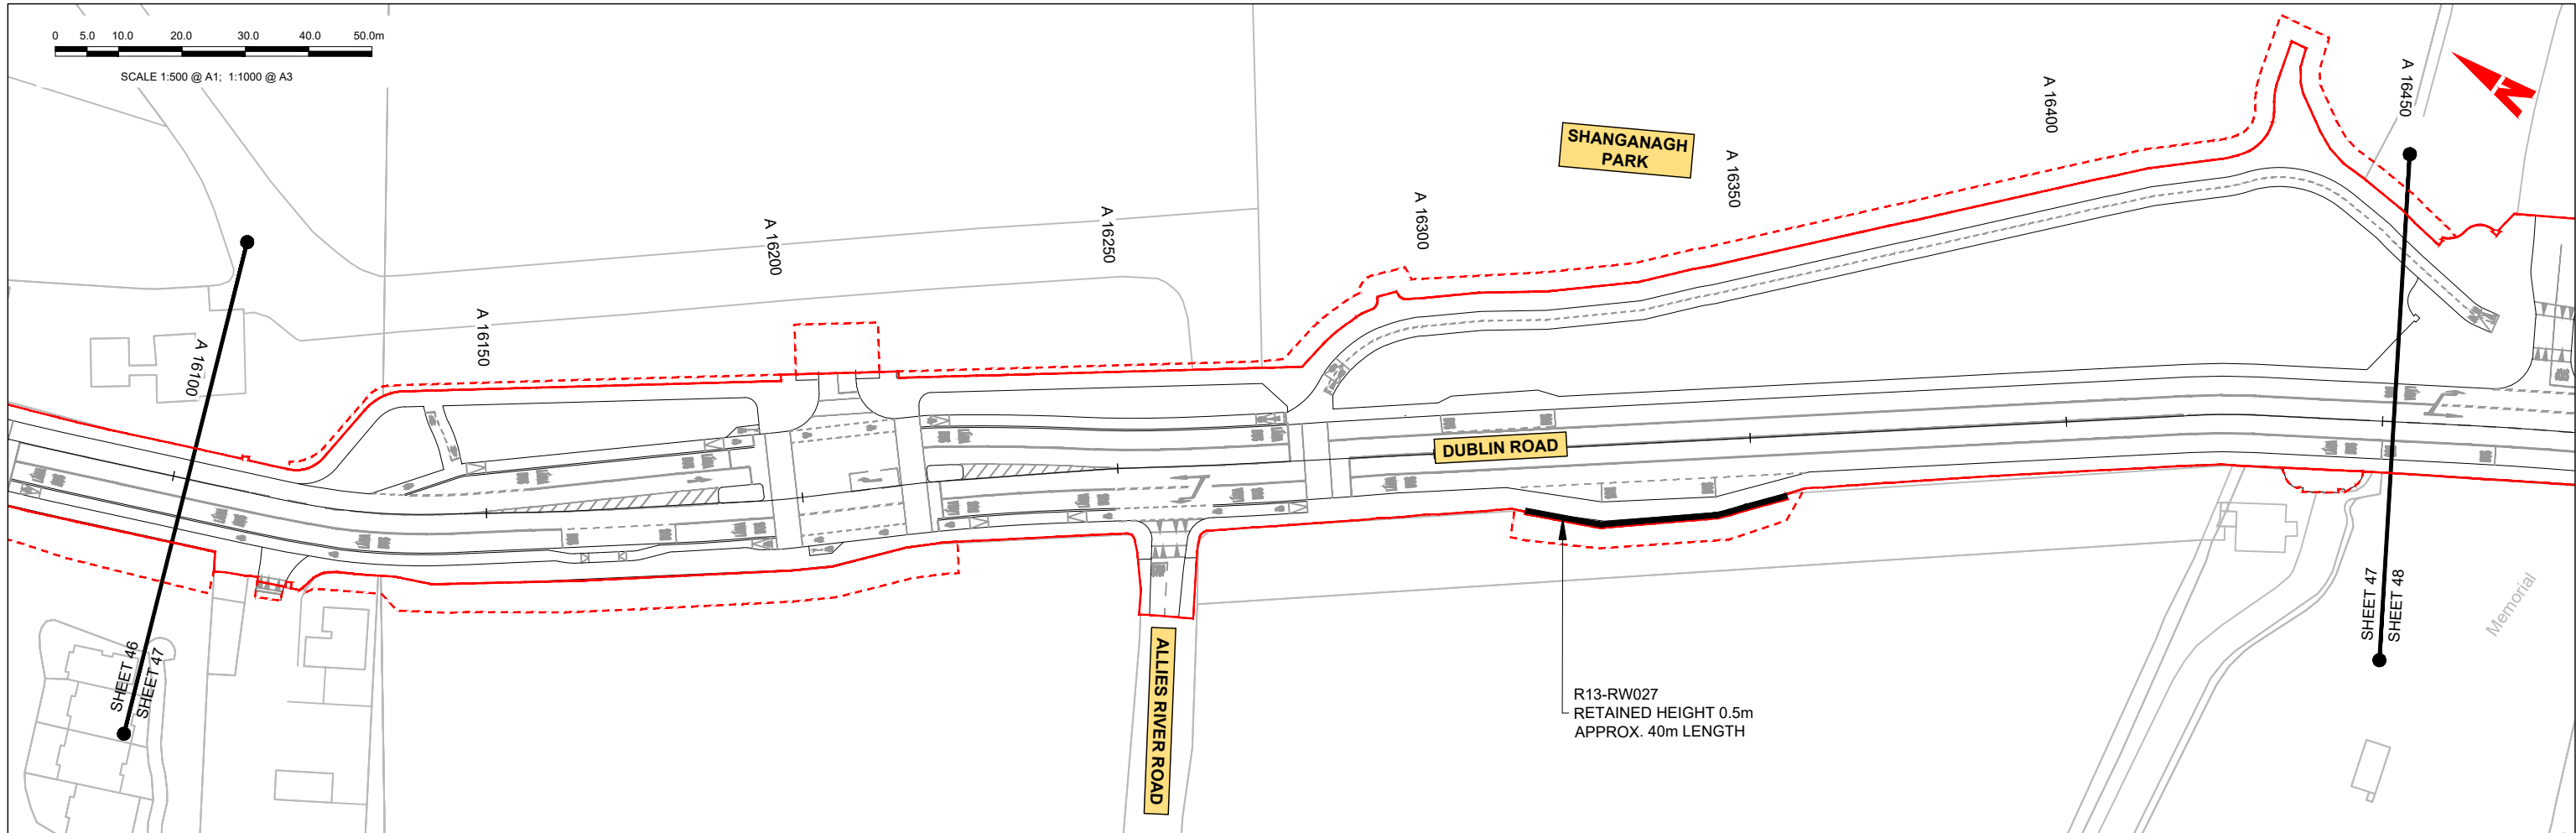 0 5.0 10.0 20.0 30.0 40.0 50.0m
SCALE 1:500 @ A1; 1:1000 @ A3
A 16100
A 16150
A 16200
A 16250
A 16300
A 16350
A 16400
A 16450
N
SHANGANAGH
PARK
DUBLIN ROAD
ALLIES RIVER ROAD
R13-RW027
RETAINED HEIGHT 0.5m
APPROX. 40m LENGTH
SHEET 46
SHEET 47
SHEET 47
SHEET 48
Memorial